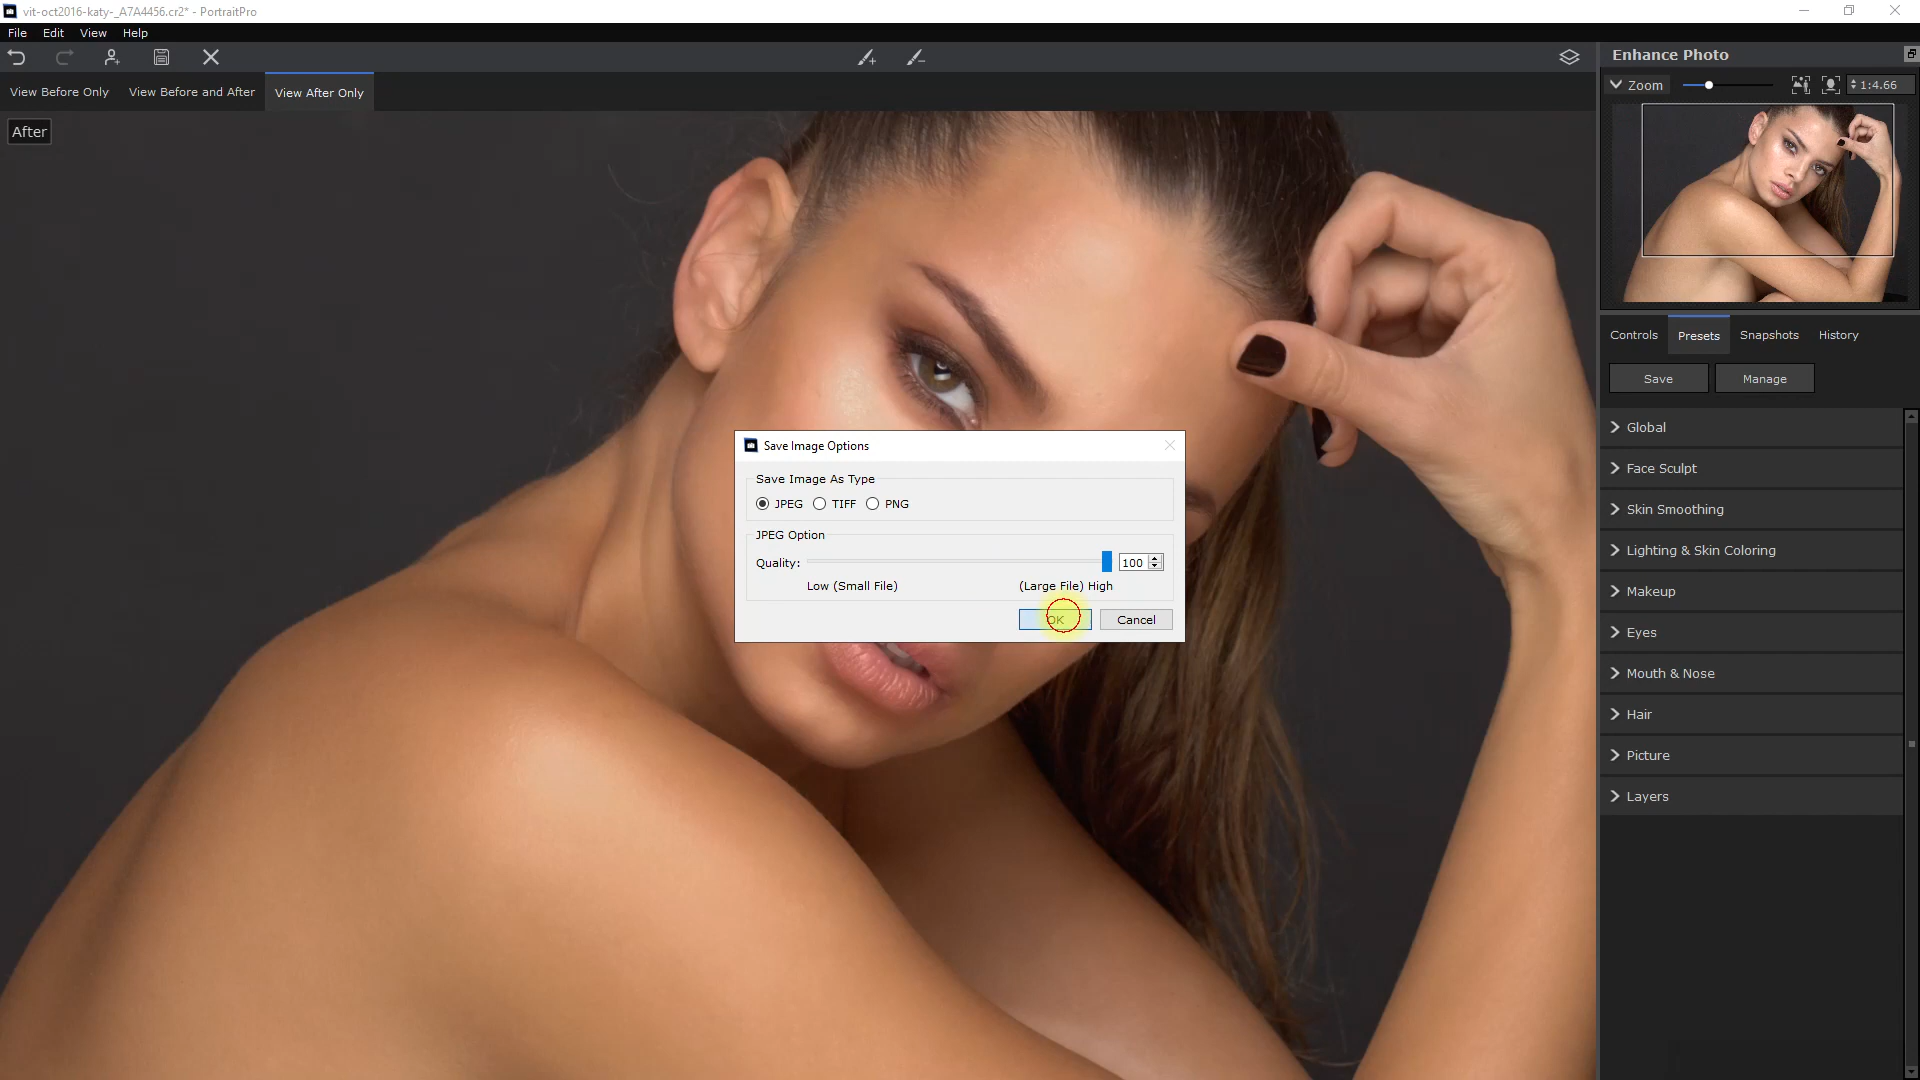 vit-oct2016-katy-_A7A4456.cr2* - PortraitPro
File Edit View Help
Enhance Photo
View Before Only View Before and After View After Only
Zoom 1:4.66
After
Controls Presets Snapshots History
Save Manage
Global
Face Sculpt
Skin Smoothing
Lighting & Skin Coloring
Makeup
Eyes
Mouth & Nose
Hair
Picture
Layers
Save Image Options
Save Image As Type
JPEG TIFF PNG
JPEG Option
Quality: 100
Low (Small File) (Large File) High
OK Cancel